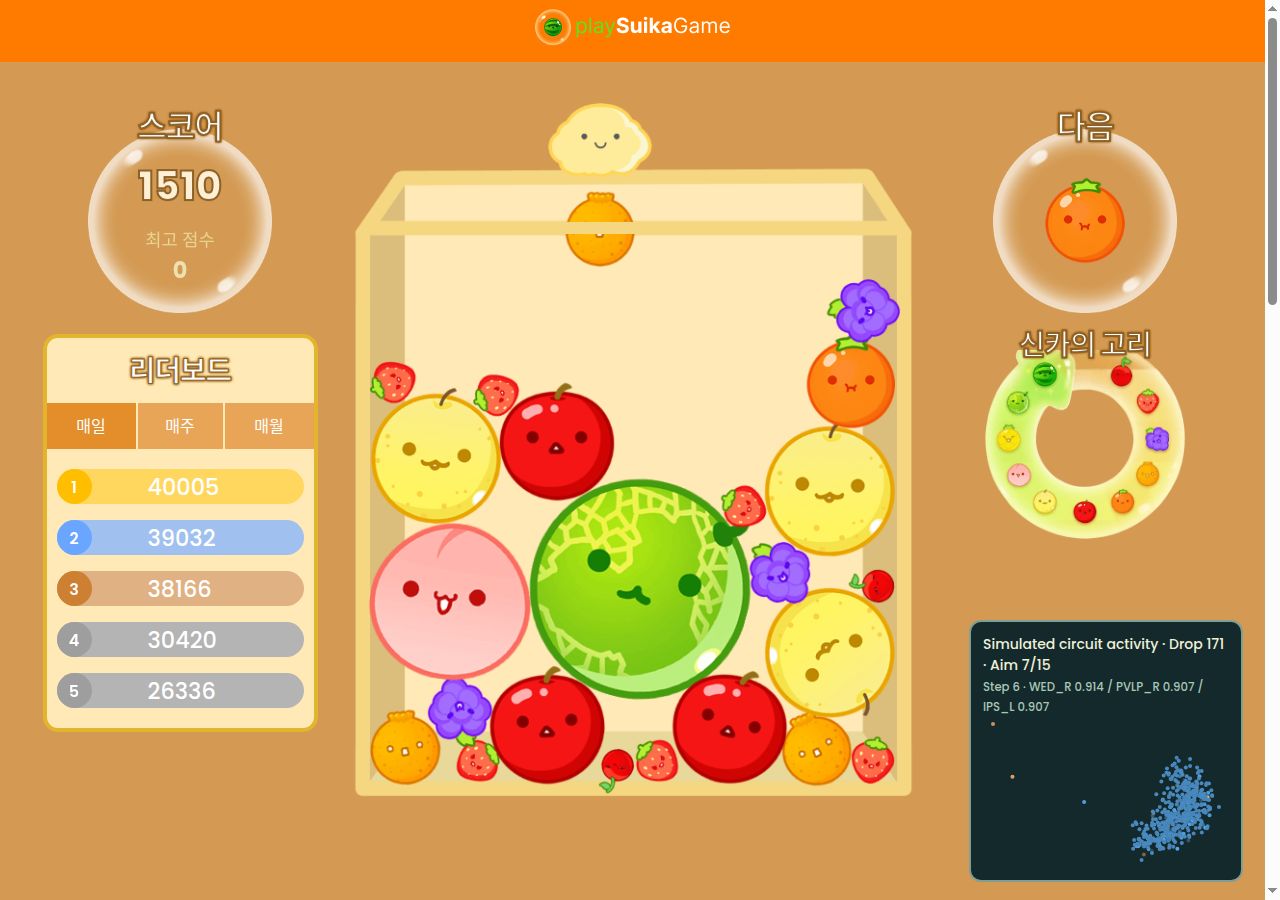 playSuikaGame
스코어
1510
최고 점수
0
리더보드
매일 매주 매월
1 40005
2 39032
3 38166
4 30420
5 26336
다음
신카의 고리
Simulated circuit activity · Drop 171
· Aim 7/15
Step 6 · WED_R 0.914 / PVLP_R 0.907 /
IPS_L 0.907